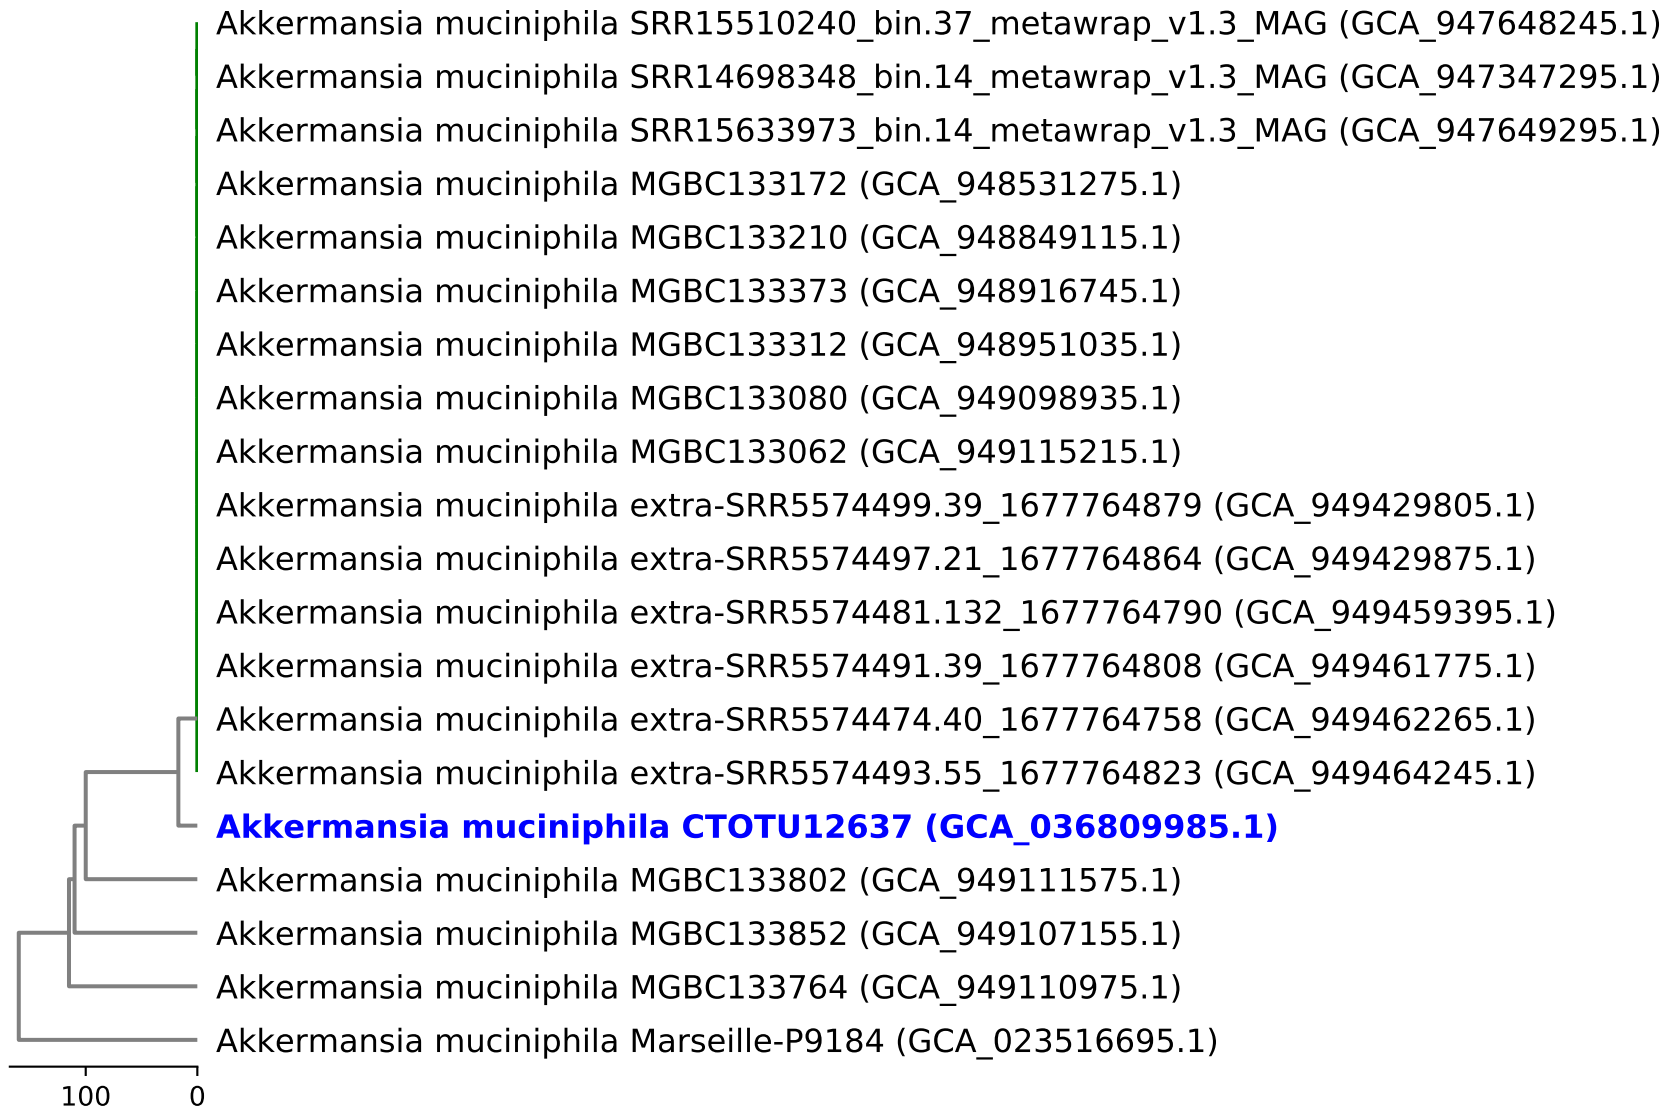 Akkermansia muciniphila SRR15510240_bin.37_metawrap_v1.3_MAG (GCA_947648245.1)
Akkermansia muciniphila SRR14698348_bin.14_metawrap_v1.3_MAG (GCA_947347295.1)
Akkermansia muciniphila SRR15633973_bin.14_metawrap_v1.3_MAG (GCA_947649295.1)
Akkermansia muciniphila MGBC133172 (GCA_948531275.1)
Akkermansia muciniphila MGBC133210 (GCA_948849115.1)
Akkermansia muciniphila MGBC133373 (GCA_948916745.1)
Akkermansia muciniphila MGBC133312 (GCA_948951035.1)
Akkermansia muciniphila MGBC133080 (GCA_949098935.1)
Akkermansia muciniphila MGBC133062 (GCA_949115215.1)
Akkermansia muciniphila extra-SRR5574499.39_1677764879 (GCA_949429805.1)
Akkermansia muciniphila extra-SRR5574497.21_1677764864 (GCA_949429875.1)
Akkermansia muciniphila extra-SRR5574481.132_1677764790 (GCA_949459395.1)
Akkermansia muciniphila extra-SRR5574491.39_1677764808 (GCA_949461775.1)
Akkermansia muciniphila extra-SRR5574474.40_1677764758 (GCA_949462265.1)
Akkermansia muciniphila extra-SRR5574493.55_1677764823 (GCA_949464245.1)
Akkermansia muciniphila CTOTU12637 (GCA_036809985.1)
Akkermansia muciniphila MGBC133802 (GCA_949111575.1)
Akkermansia muciniphila MGBC133852 (GCA_949107155.1)
Akkermansia muciniphila MGBC133764 (GCA_949110975.1)
Akkermansia muciniphila Marseille-P9184 (GCA_023516695.1)
100 0